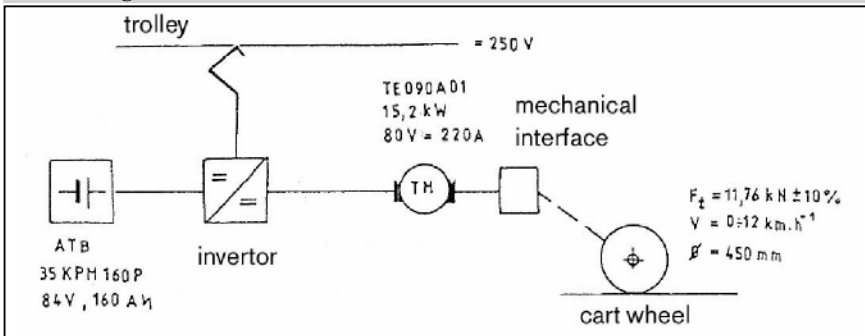 trolley
= 250 V
TE090A01
15,2 kW
80V = 220A
mechanical
interface
TM
F_t = 11,76 kN ±10%
V = 0÷12 km.h⁻¹
ϕ = 450 mm
ATB
35 KPH 160P
84V, 160 Ah
invertor
cart wheel